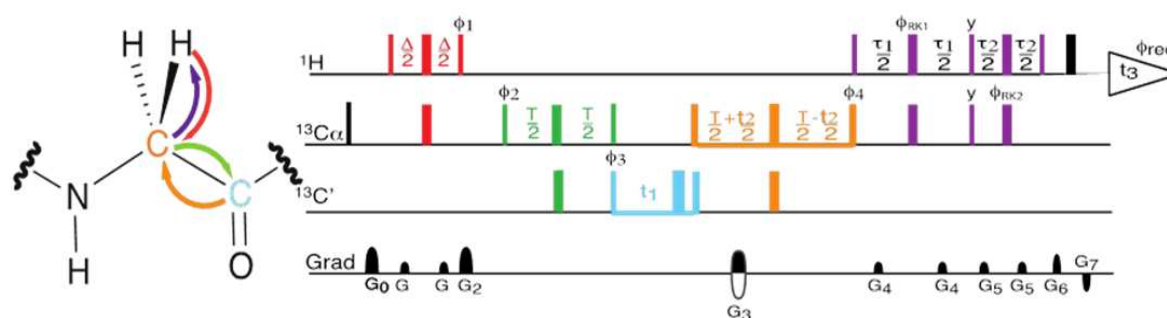 H H
C
C
N
H
O
¹H Δ/2 Δ/2 ϕ1 τ1/2 ϕRK1 τ1/2 y τ2/2 τ2/2 t3 ϕrec
¹³Cα ϕ2 T/2 T/2 T/2+t2/2 T/2-t2/2 ϕ4 y ϕRK2
¹³C' ϕ3 t1
Grad G0 G G G2 G3 G4 G4 G5 G5 G6 G7